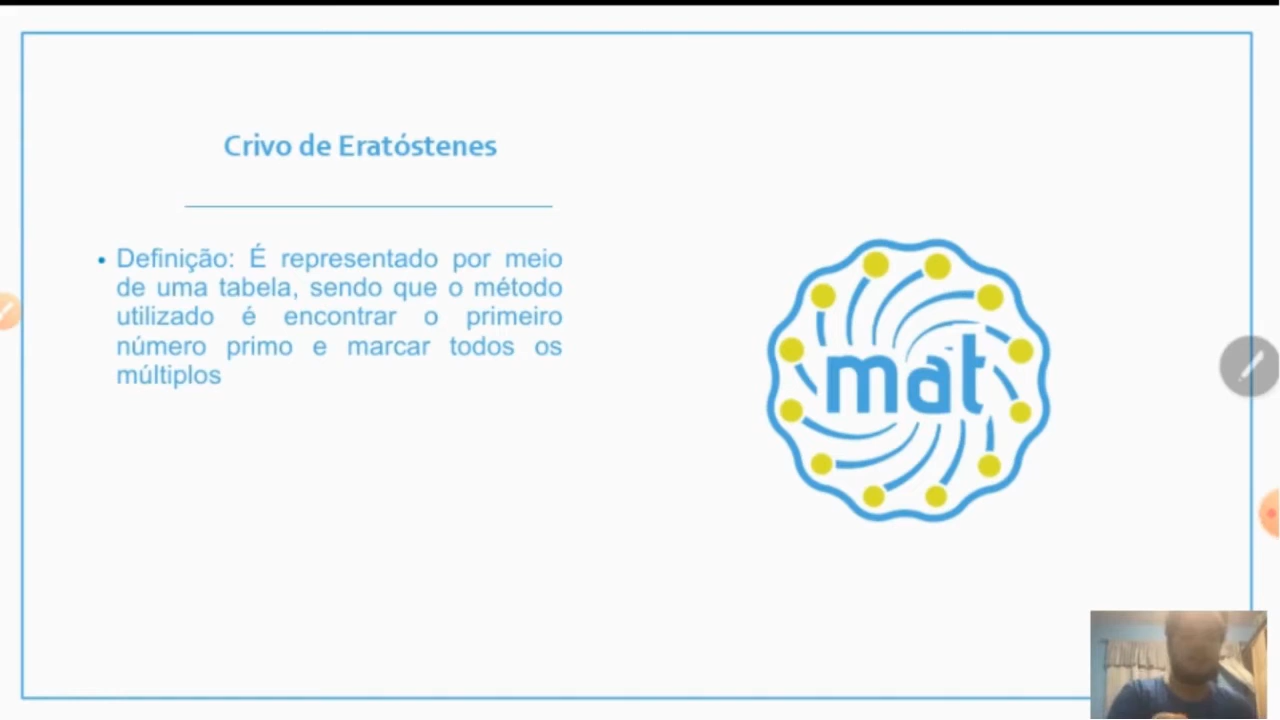 Crivo de Eratóstenes
• Definição: É representado por meio
de uma tabela, sendo que o método
utilizado é encontrar o primeiro
número primo e marcar todos os
múltiplos
mat